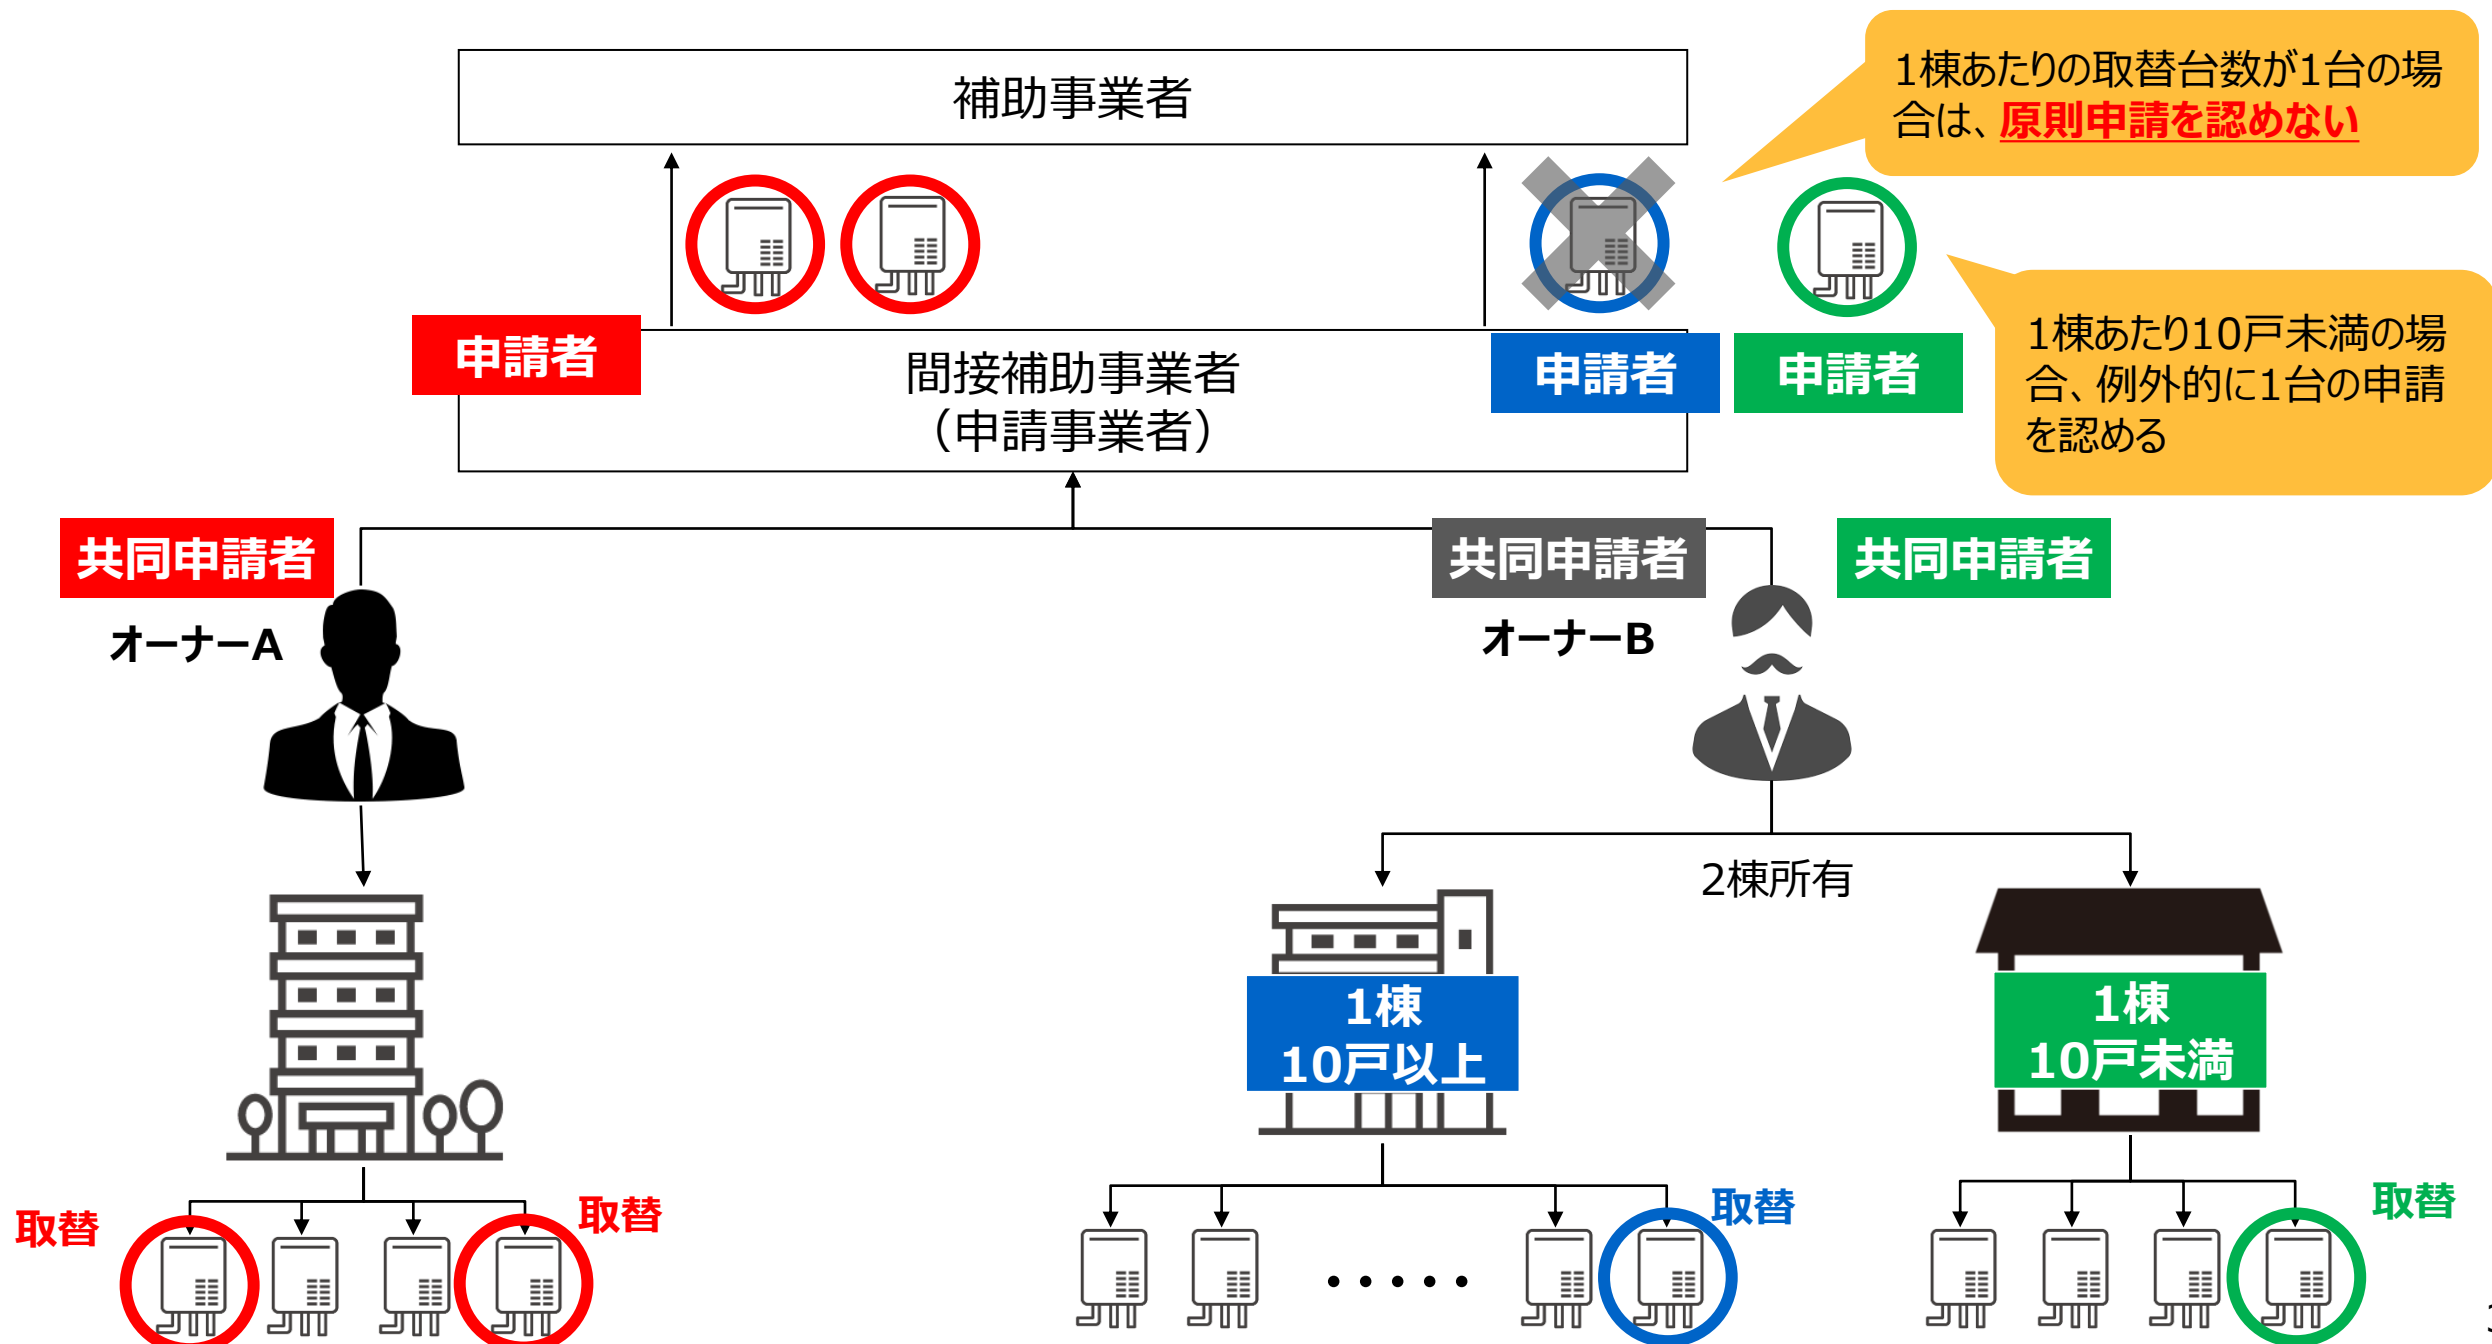 補助事業者
1棟あたりの取替台数が1台の場
合は、原則申請を認めない
申請者
間接補助事業者
（申請事業者）
申請者
申請者
1棟あたり10戸未満の場
合、例外的に1台の申請
を認める
共同申請者
オーナーA
共同申請者
オーナーB
共同申請者
2棟所有
1棟
10戸以上
1棟
10戸未満
取替
取替
・・・・・
取替
取替